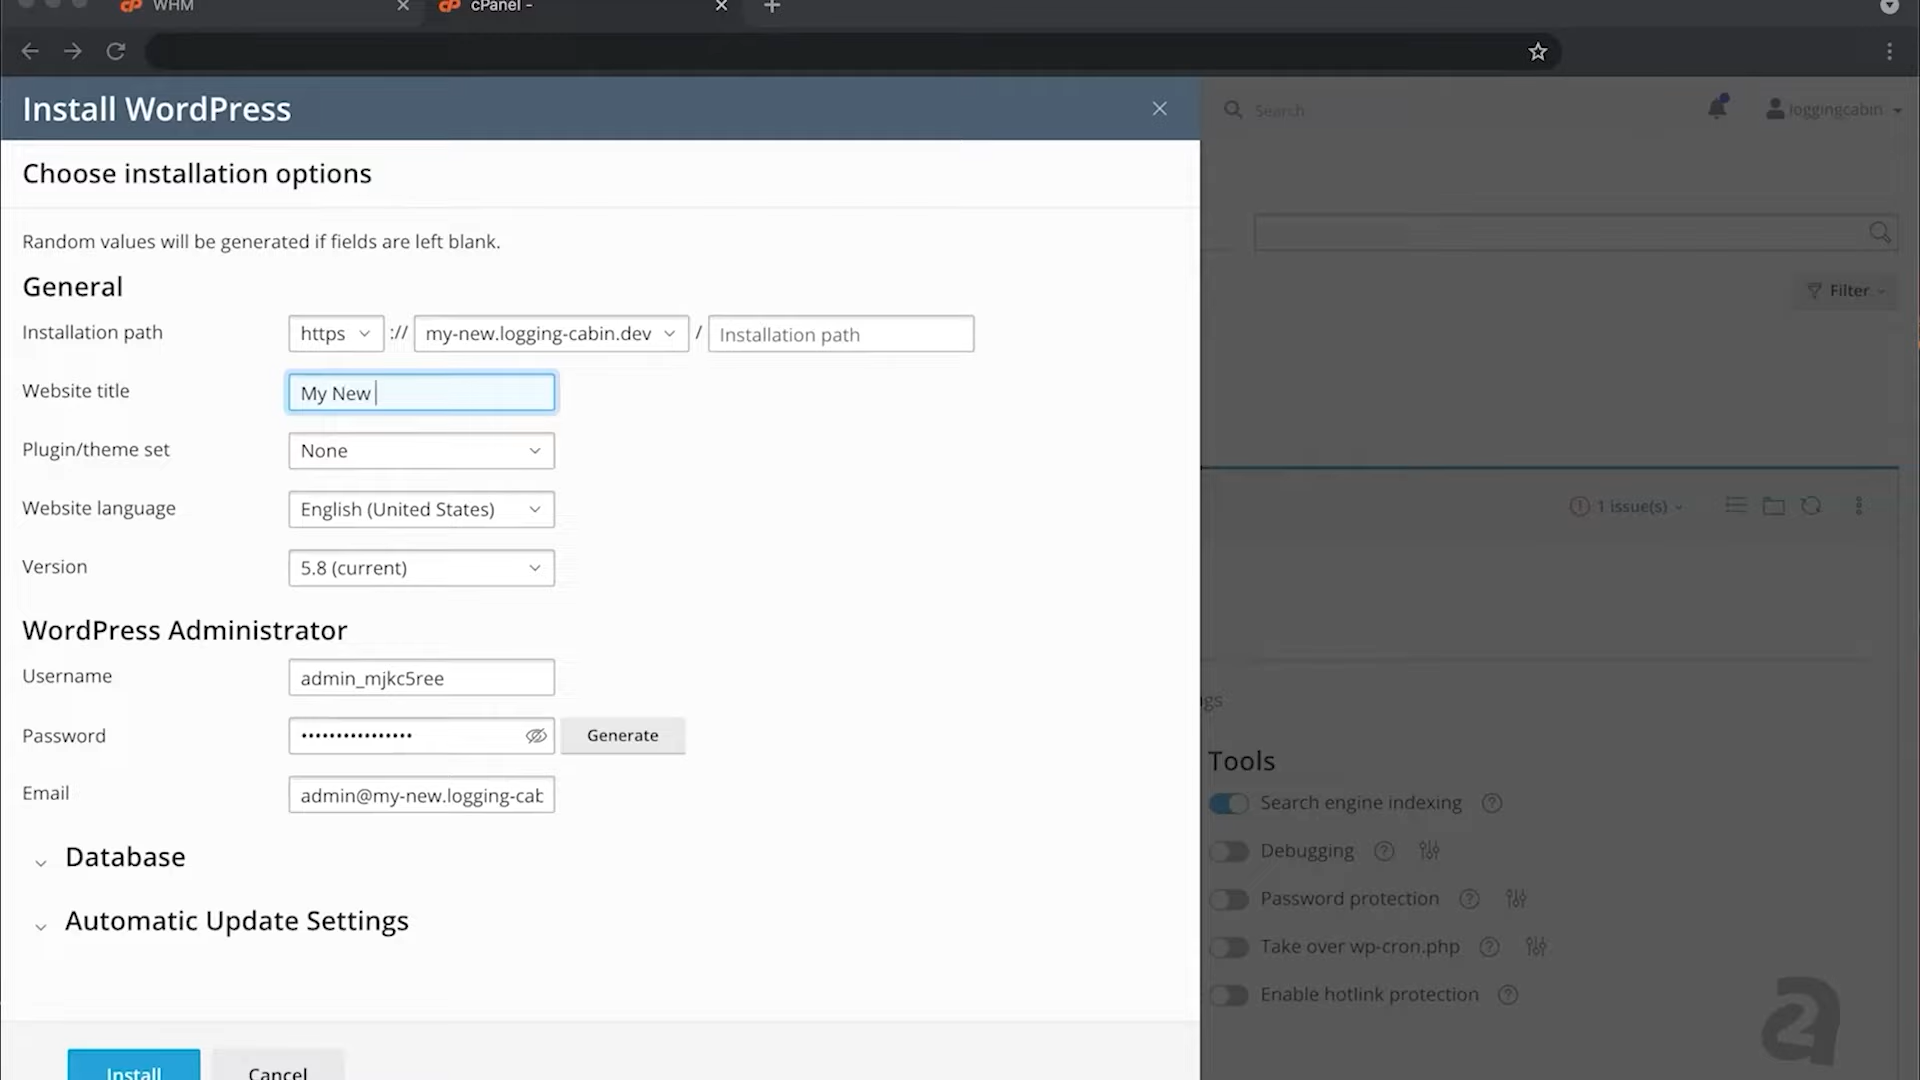 WHM
cPanel -
Install WordPress
Search
loggingcabin
Choose installation options
Random values will be generated if fields are left blank.
General
Filter
Installation path https :// my-new.logging-cabin.dev / Installation path
Website title My New
Plugin/theme set None
Website language English (United States)
1 issue(s)
Version 5.8 (current)
WordPress Administrator
Username admin_mjkc5ree
Password •••••••••••••••• Generate
Email admin@my-new.logging-cab
Database
Automatic Update Settings
Install Cancel
gs
Tools
Search engine indexing
Debugging
Password protection
Take over wp-cron.php
Enable hotlink protection